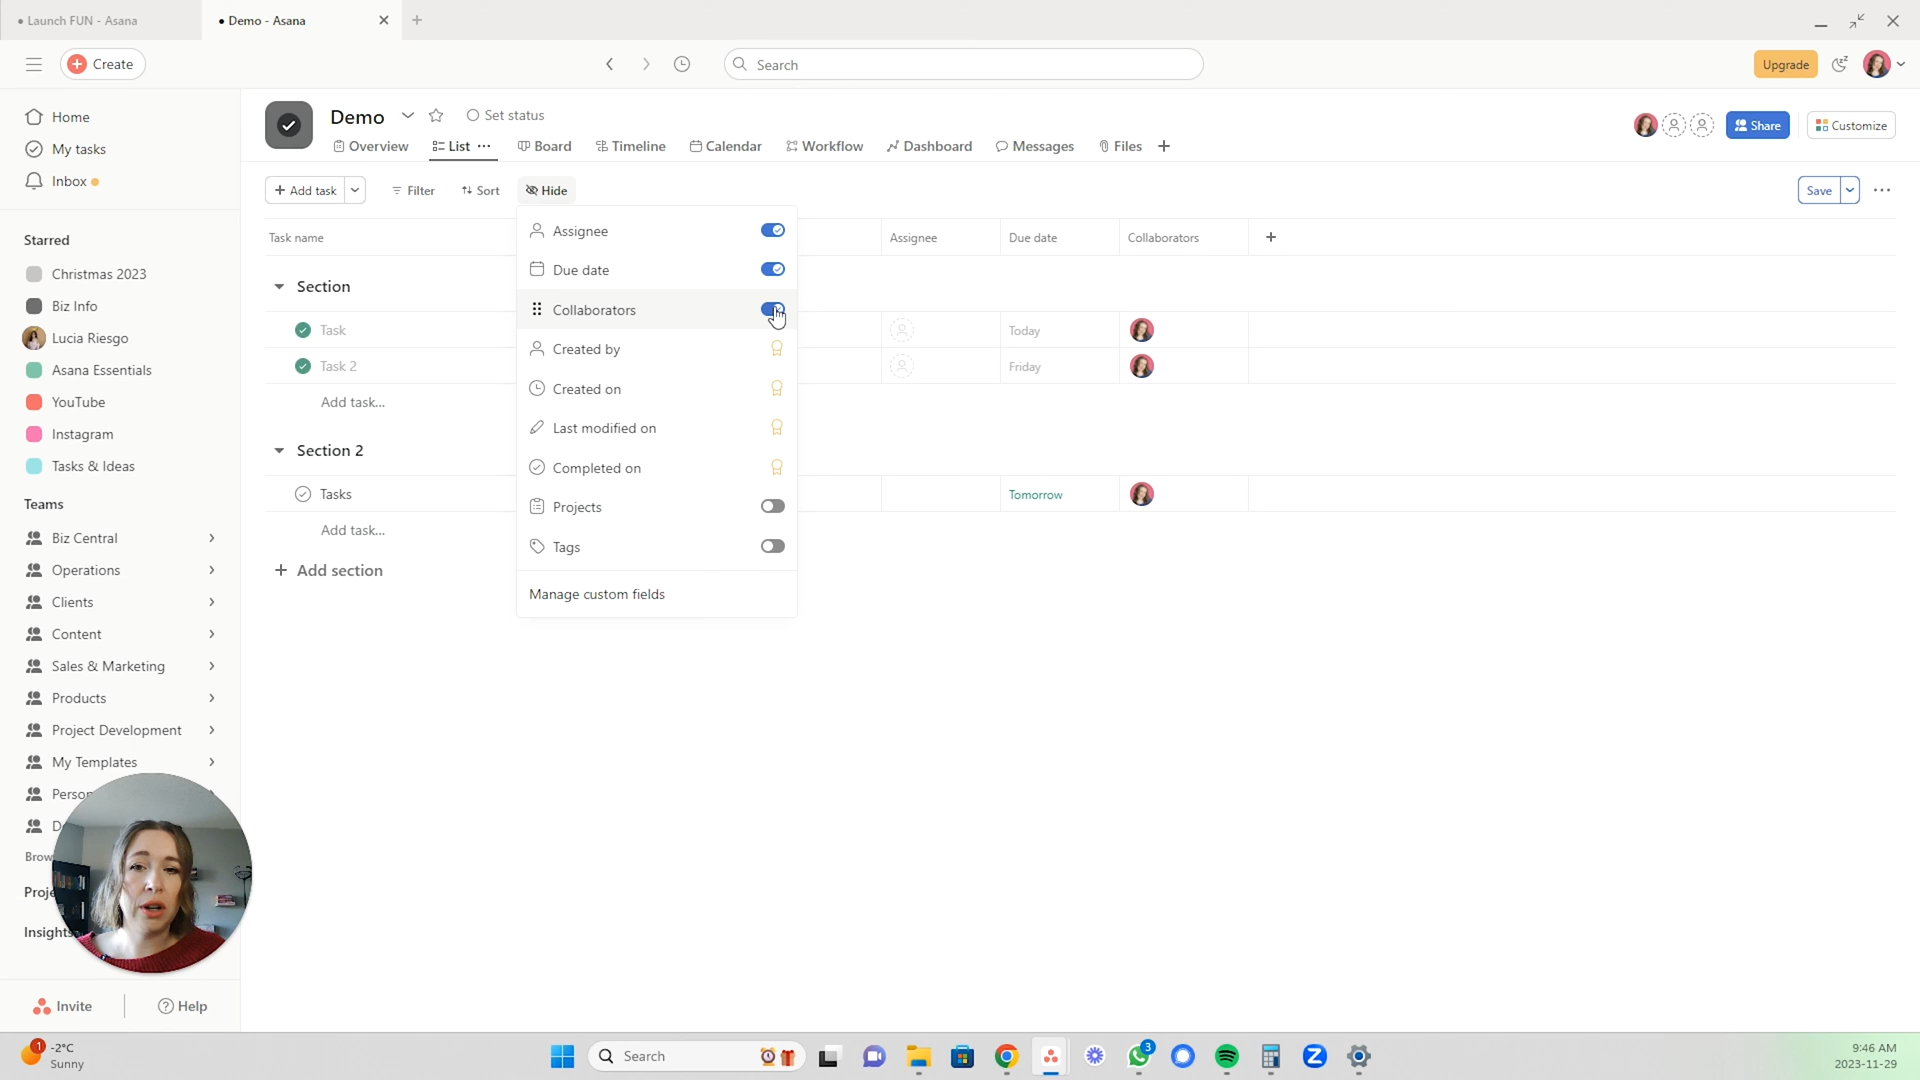 Launch FUN - Asana
Demo - Asana
Create
Search
Upgrade
Home
My tasks
Inbox
Starred
Christmas 2023
Biz Info
Lucia Riesgo
Asana Essentials
YouTube
Instagram
Tasks & Ideas
Teams
Biz Central
Operations
Clients
Content
Sales & Marketing
Products
Project Development
My Templates
Invite
Help
Demo
Set status
Overview
List
Board
Timeline
Calendar
Workflow
Dashboard
Messages
Files
Share
Customize
Add task
Filter
Sort
Hide
Save
Task name
Assignee
Due date
Collaborators
Section
Task
Today
Task 2
Friday
Add task...
Section 2
Tasks
Tomorrow
Add task...
Add section
Assignee
Due date
Collaborators
Created by
Created on
Last modified on
Completed on
Projects
Tags
Manage custom fields
Insights
1
-2°C
Sunny
Search
3
Z
9:46 AM
2023-11-29